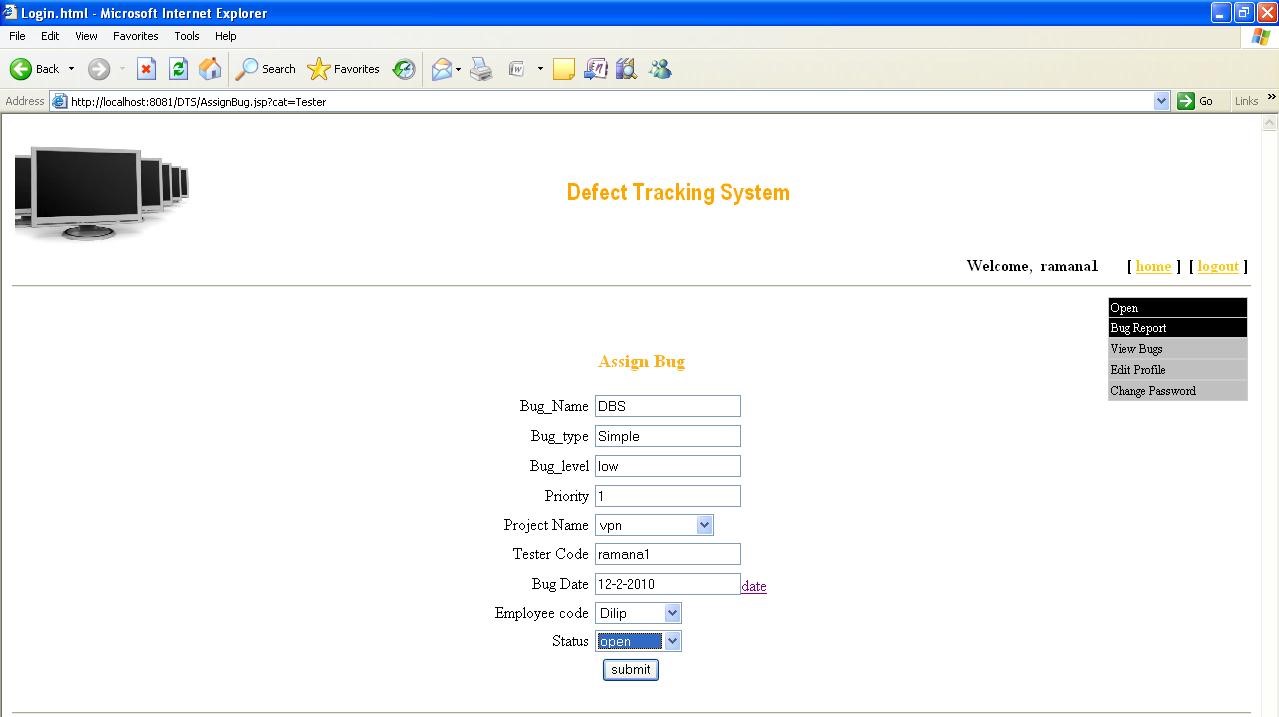 Login.html - Microsoft Internet Explorer
File Edit View Favorites Tools Help
Back Search Favorites
Address http://localhost:8081/DTS/AssignBug.jsp?cat=Tester Go Links »
Defect Tracking System
Welcome, ramana1 [ home ] [ logout ]
Open
Bug Report
View Bugs
Edit Profile
Change Password
Assign Bug
Bug_Name DBS
Bug_type Simple
Bug_level low
Priority 1
Project Name vpn
Tester Code ramana1
Bug Date 12-2-2010 date
Employee code Dilip
Status open
submit